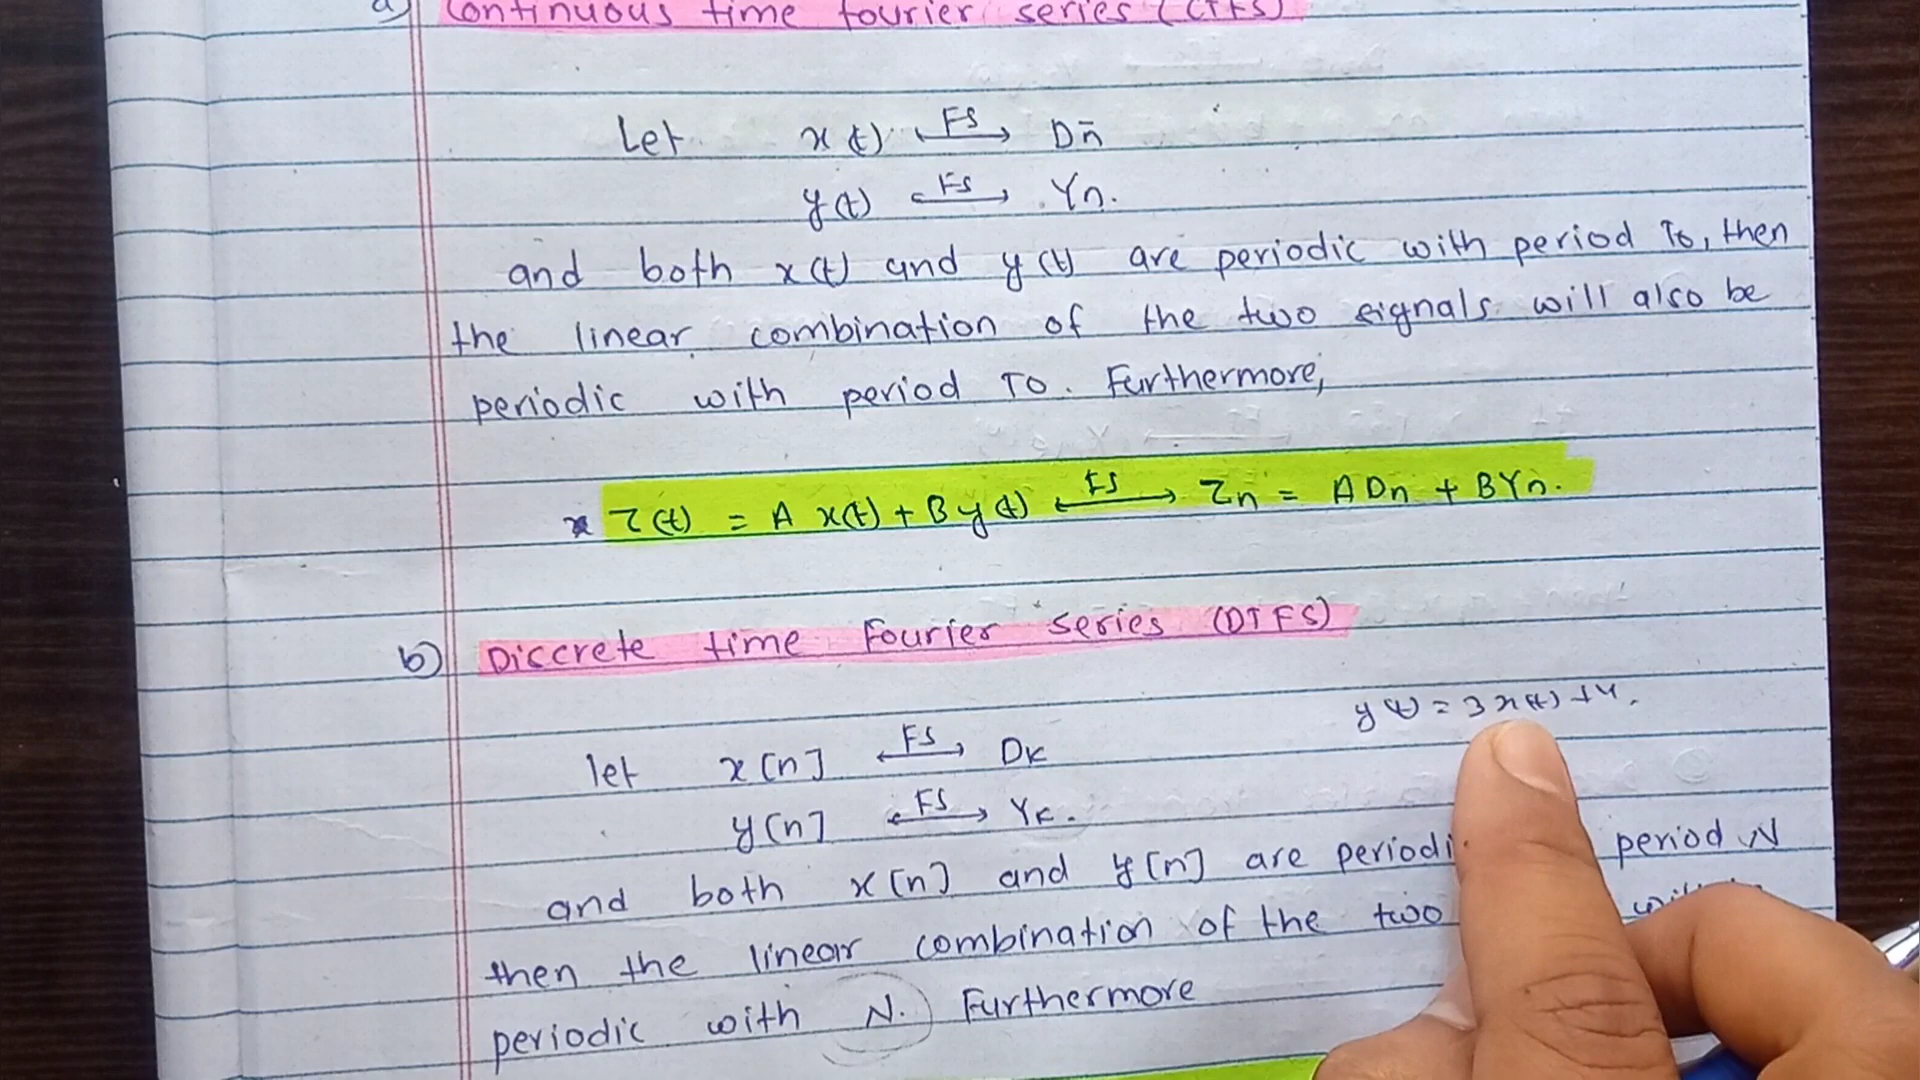 a) Continuous time fourier series (CTFS)
Let x(t) ←FS→ Dn
y(t) ←FS→ Yn.
and both x(t) and y(t) are periodic with period To, then
the linear combination of the two signals will also be
periodic with period To. Furthermore,
* z(t) = A x(t) + B y(t) ←FS→ Zn = A Dn + B Yn.
b) Discrete time Fourier series (DTFS)
y(t) = 3x(t) + 4.
let x[n] ←FS→ Dk
y[n] ←FS→ Yk.
and both x[n] and y[n] are periodi period N
then the linear combination of the two
periodic with N. Furthermore